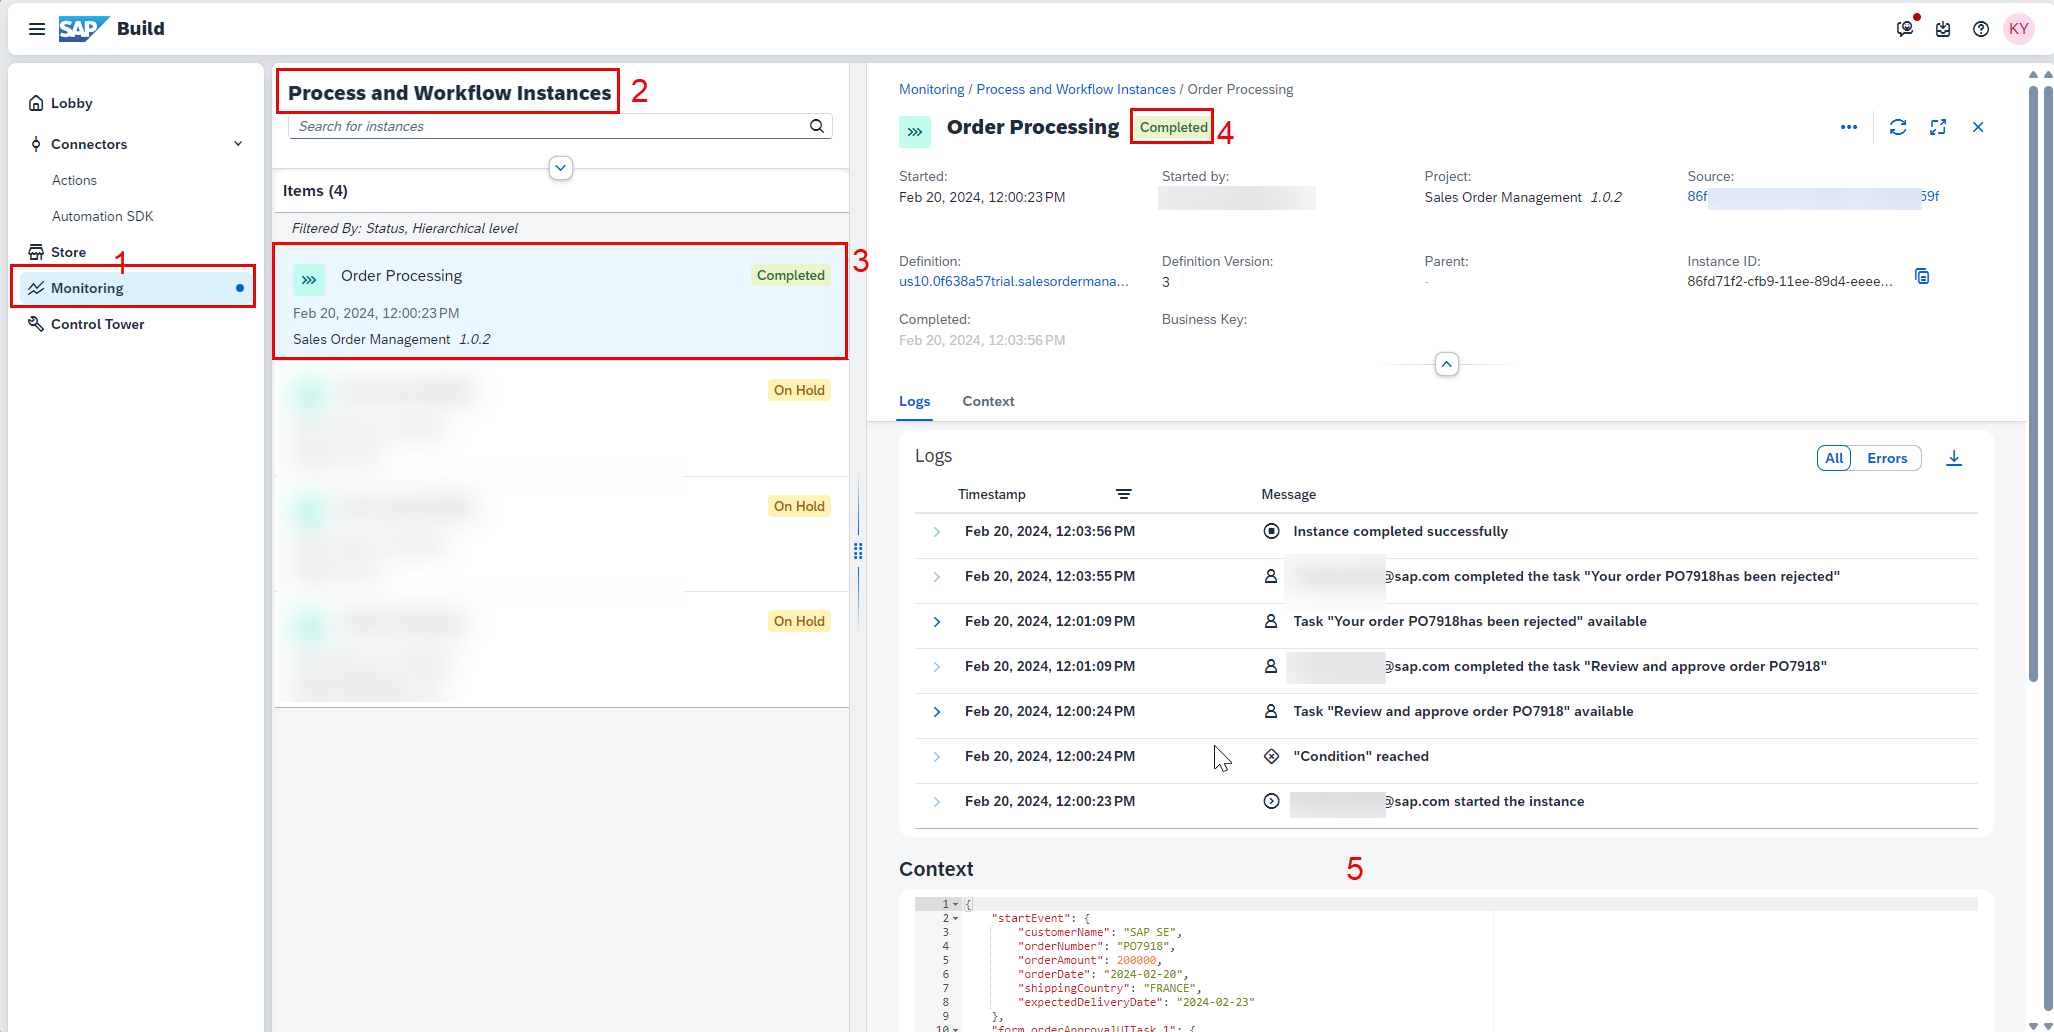 SAP Build
KY
Lobby
Connectors
Actions
Automation SDK
Store
1
Monitoring
Control Tower
Process and Workflow Instances
2
Search for instances
Items (4)
Filtered By: Status, Hierarchical level
3
Order Processing
Completed
Feb 20, 2024, 12:00:23 PM
Sales Order Management 1.0.2
On Hold
On Hold
On Hold
Monitoring / Process and Workflow Instances / Order Processing
Order Processing Completed 4
Started: Started by: Project: Source:
Feb 20, 2024, 12:00:23 PM Sales Order Management 1.0.2 86f 59f
Definition: Definition Version: Parent: Instance ID:
us10.0f638a57trial.salesordermana... 3 - 86fd71f2-cfb9-11ee-89d4-eeee...
Completed: Business Key:
Feb 20, 2024, 12:03:56 PM
Logs Context
Logs
All Errors
Timestamp Message
Feb 20, 2024, 12:03:56 PM Instance completed successfully
Feb 20, 2024, 12:03:55 PM @sap.com completed the task "Your order PO7918has been rejected"
Feb 20, 2024, 12:01:09 PM Task "Your order PO7918has been rejected" available
Feb 20, 2024, 12:01:09 PM @sap.com completed the task "Review and approve order PO7918"
Feb 20, 2024, 12:00:24 PM Task "Review and approve order PO7918" available
Feb 20, 2024, 12:00:24 PM "Condition" reached
Feb 20, 2024, 12:00:23 PM @sap.com started the instance
Context
5
1 {
2 "startEvent": {
3 "customerName": "SAP SE",
4 "orderNumber": "PO7918",
5 "orderAmount": 200000,
6 "orderDate": "2024-02-20",
7 "shippingCountry": "FRANCE",
8 "expectedDeliveryDate": "2024-02-23"
9 },
10 "form_orderApprovalUITask_1": {